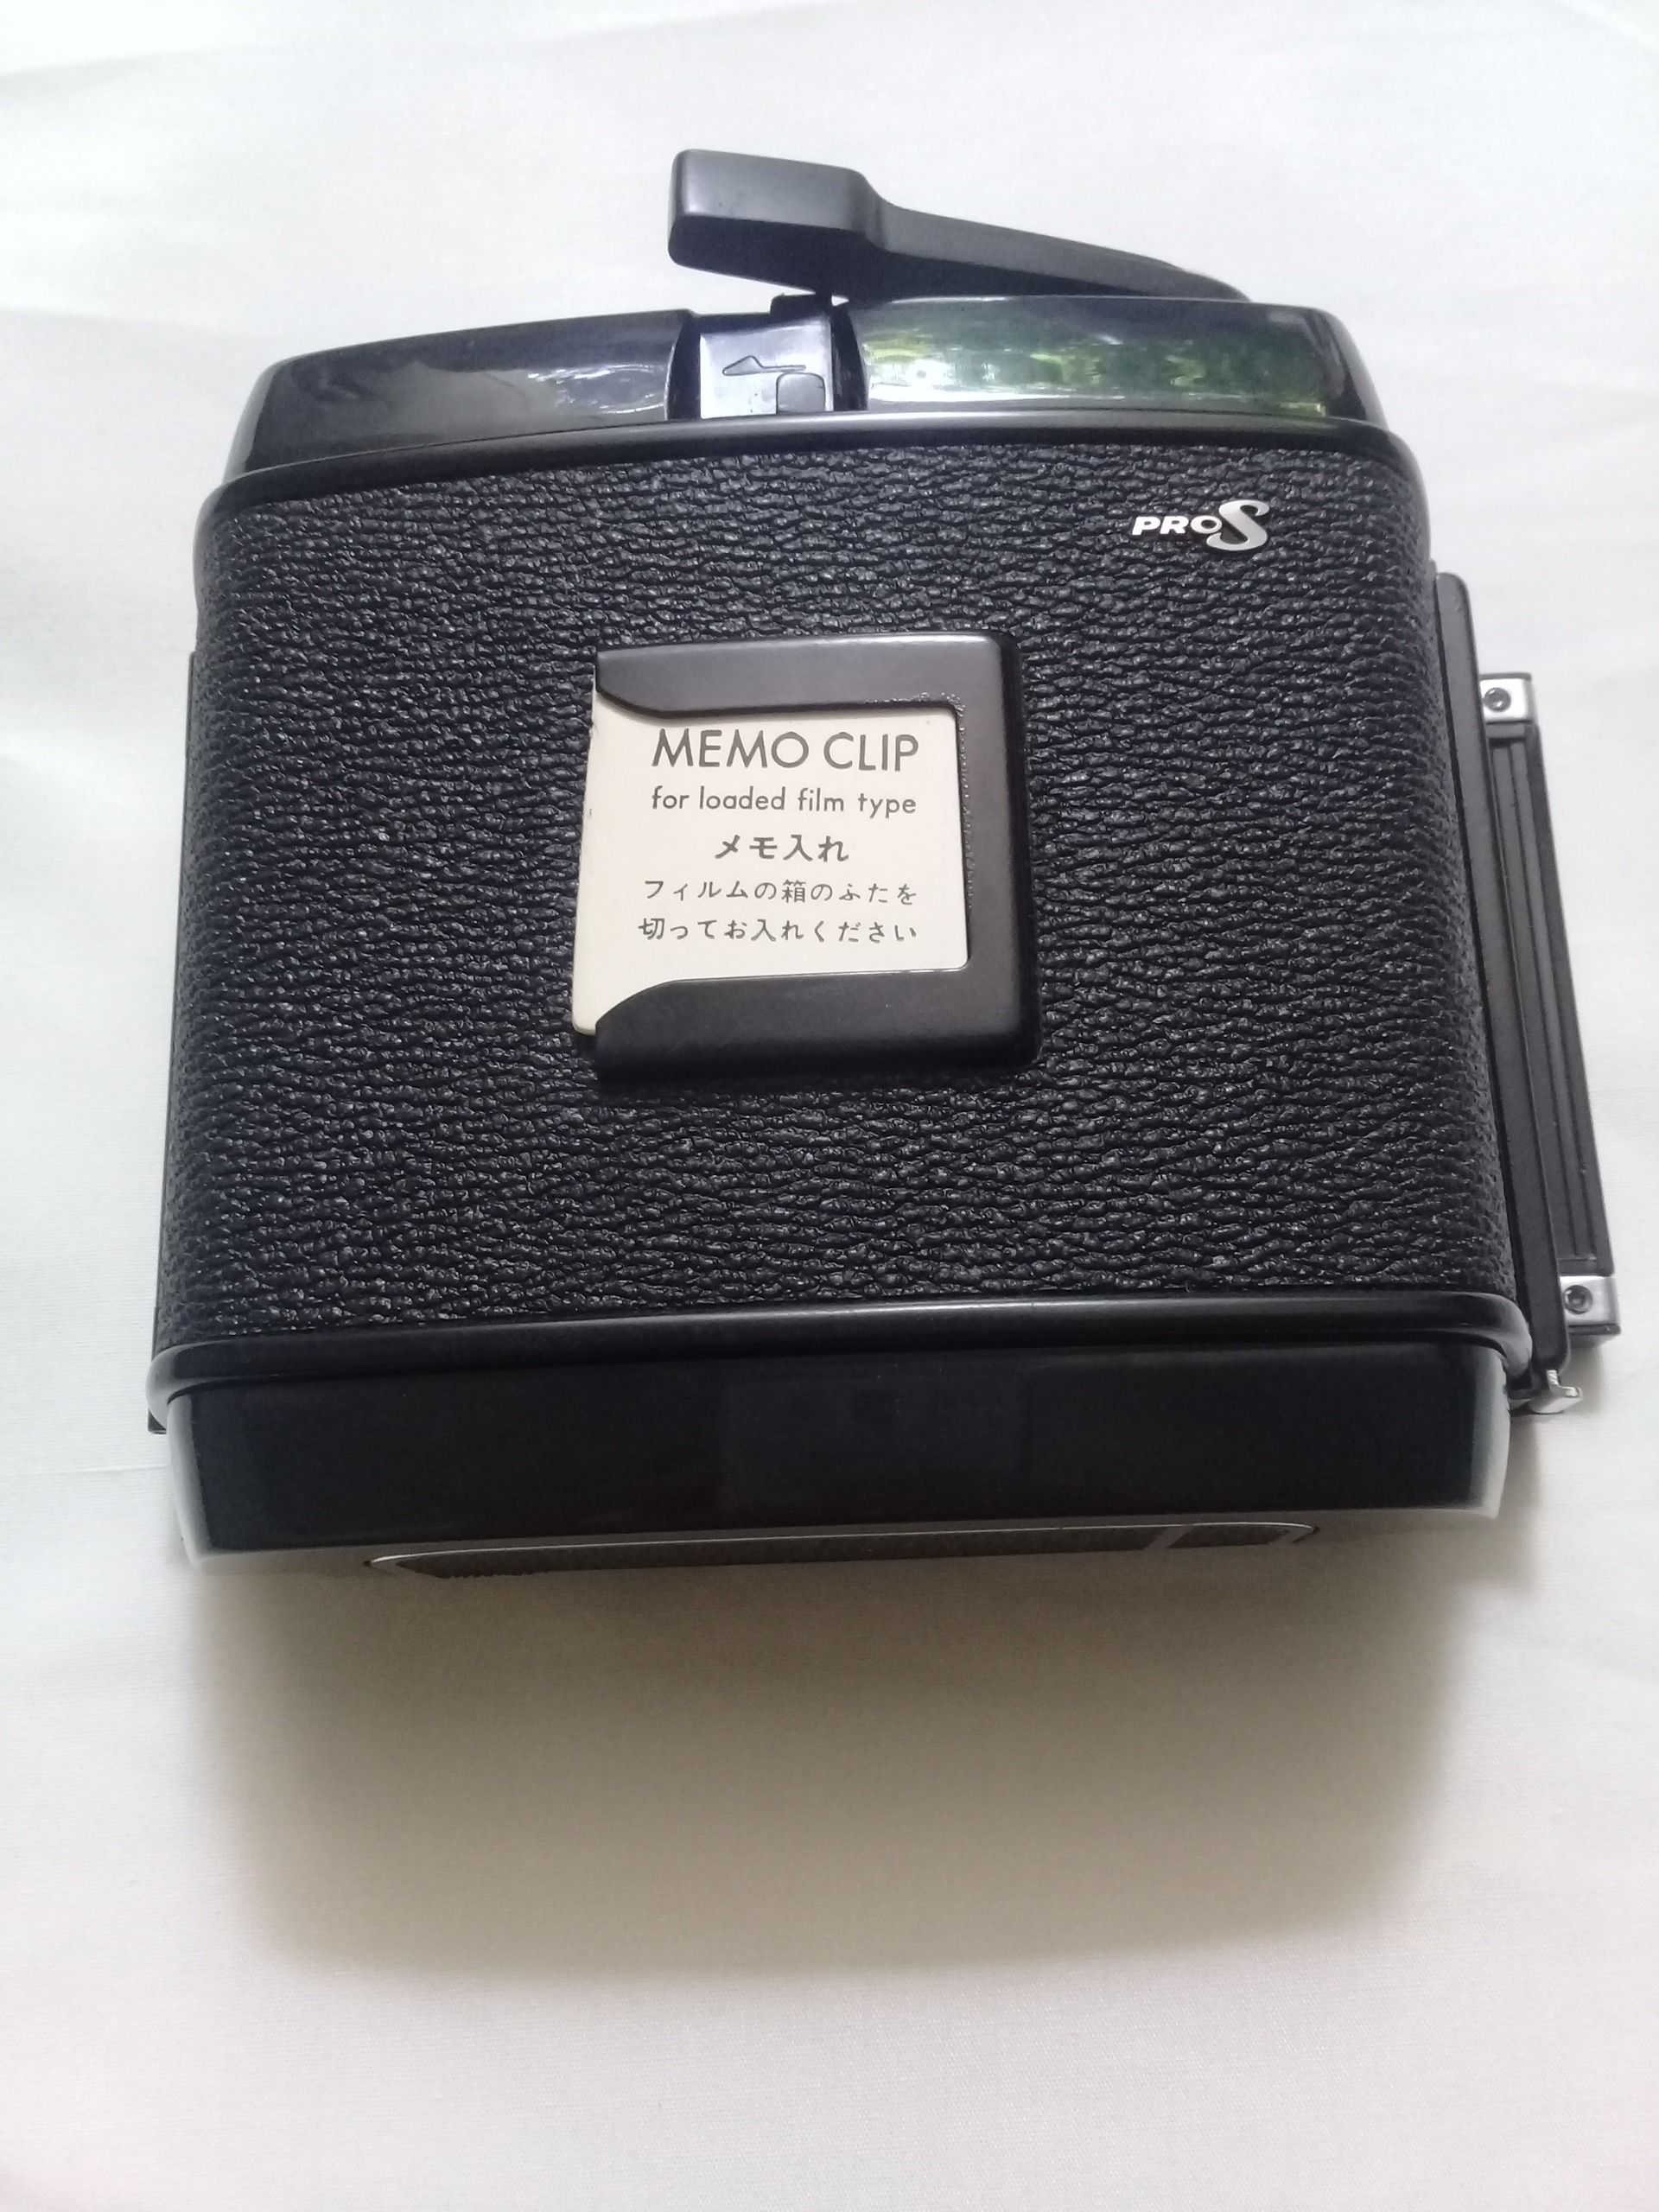 PRO S
MEMO CLIP
for loaded film type
メモ入れ
フィルムの箱のふたを
切ってお入れください